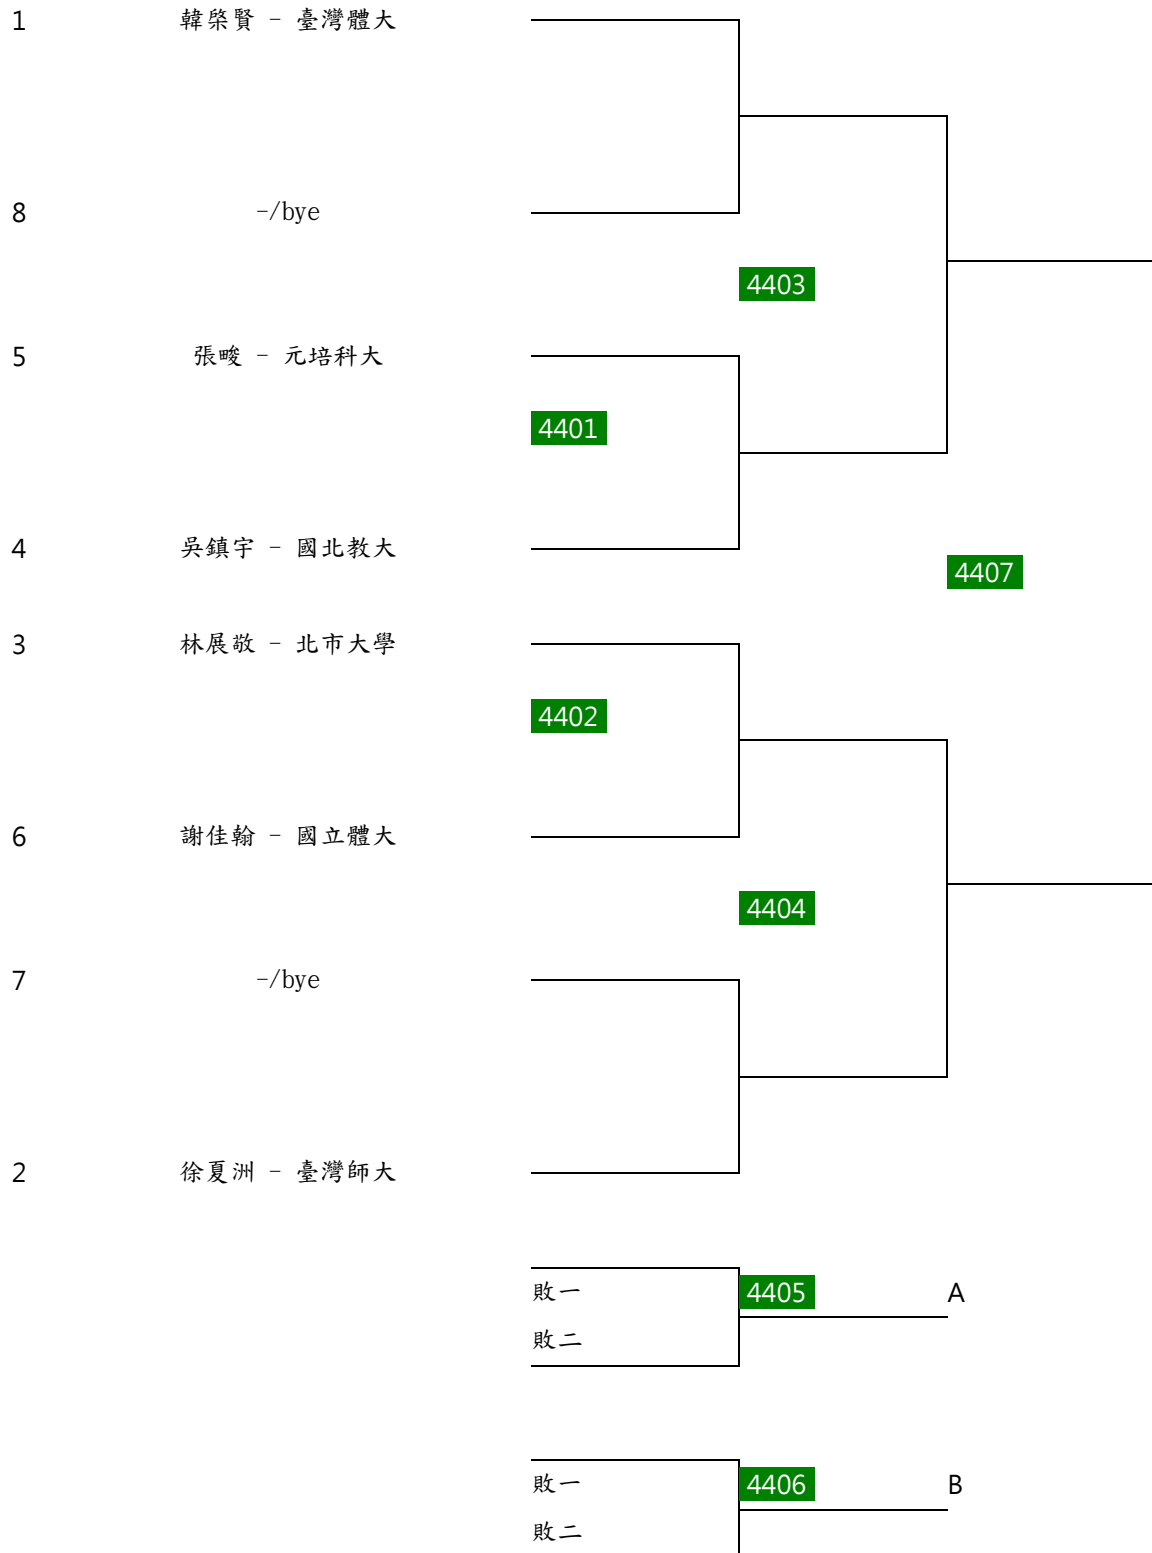 1 韓棨賢 - 臺灣體大
8 -/bye
4403
5 張畯 - 元培科大
4401
4 吳鎮宇 - 國北教大
4407
3 林展敬 - 北市大學
4402
6 謝佳翰 - 國立體大
4404
7 -/bye
2 徐夏洲 - 臺灣師大
敗一 4405 A
敗二
敗一 4406 B
敗二